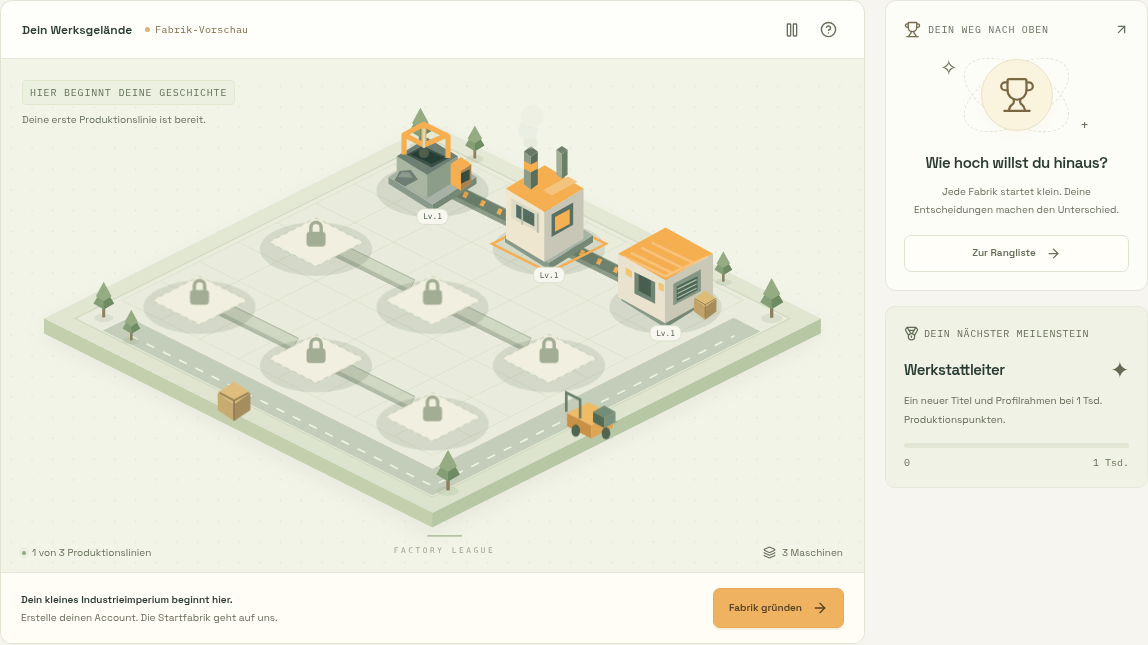 Dein Werksgelände
Fabrik-Vorschau
HIER BEGINNT DEINE GESCHICHTE
Deine erste Produktionslinie ist bereit.
Lv.1
Lv.1
Lv.1
1 von 3 Produktionslinien
FACTORY LEAGUE
3 Maschinen
Dein kleines Industrieimperium beginnt hier.
Erstelle deinen Account. Die Startfabrik geht auf uns.
Fabrik gründen
DEIN WEG NACH OBEN
Wie hoch willst du hinaus?
Jede Fabrik startet klein. Deine
Entscheidungen machen den Unterschied.
Zur Rangliste
DEIN NÄCHSTER MEILENSTEIN
Werkstattleiter
Ein neuer Titel und Profilrahmen bei 1 Tsd.
Produktionspunkten.
0
1 Tsd.